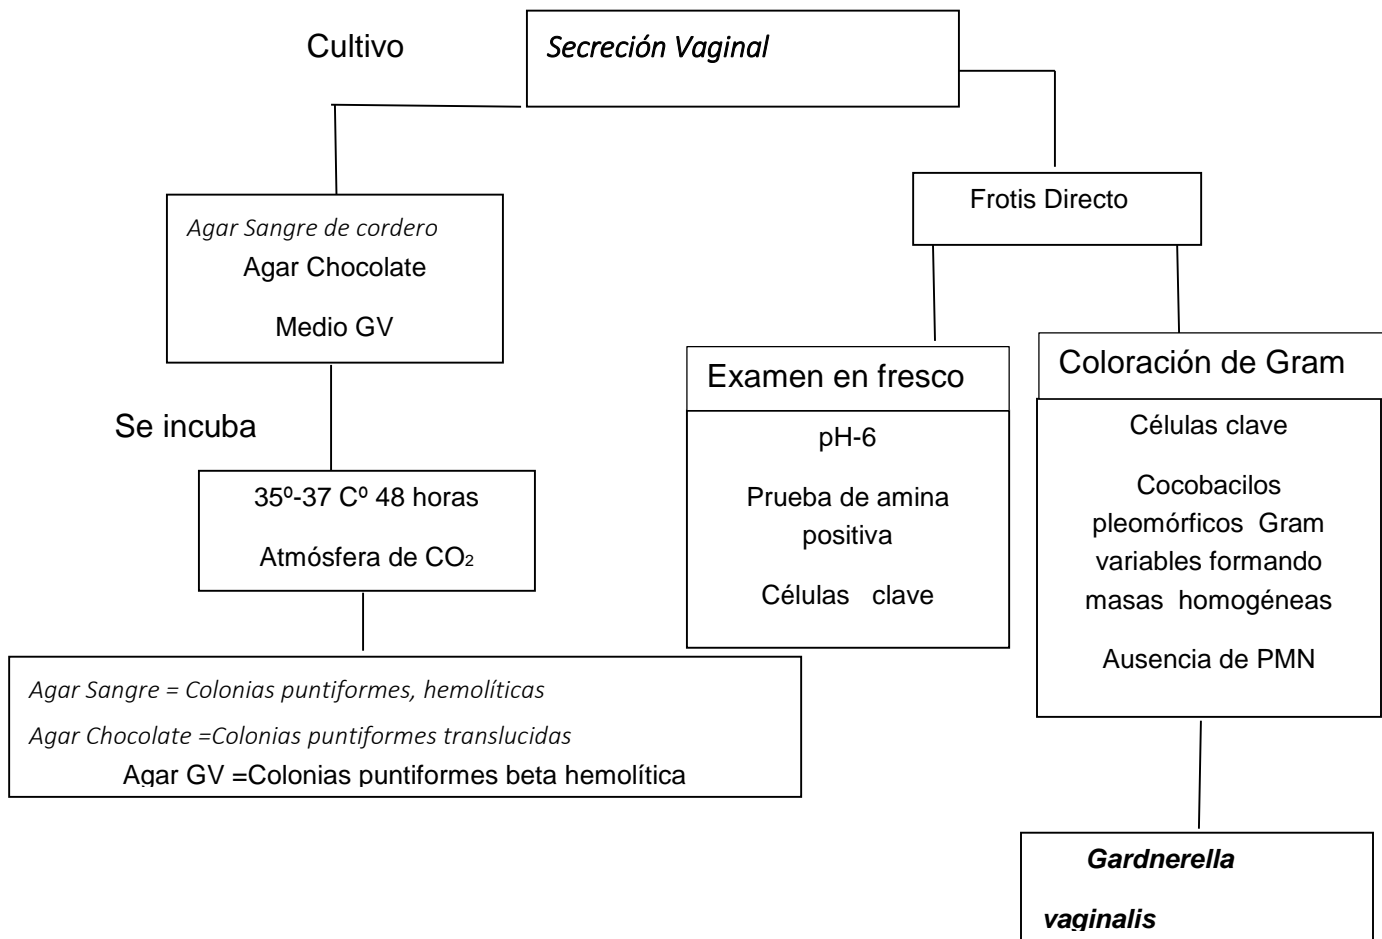 Cultivo
Secreción Vaginal
Agar Sangre de cordero
Agar Chocolate
Medio GV
Se incuba
35º-37 Cº 48 horas
Atmósfera de CO2
Agar Sangre = Colonias puntiformes, hemolíticas
Agar Chocolate =Colonias puntiformes translucidas
Agar GV =Colonias puntiformes beta hemolítica
Frotis Directo
Examen en fresco
pH-6
Prueba de amina
positiva
Células clave
Coloración de Gram
Células clave
Cocobacilos
pleomórficos Gram
variables formando
masas homogéneas
Ausencia de PMN
Gardnerella
vaginalis